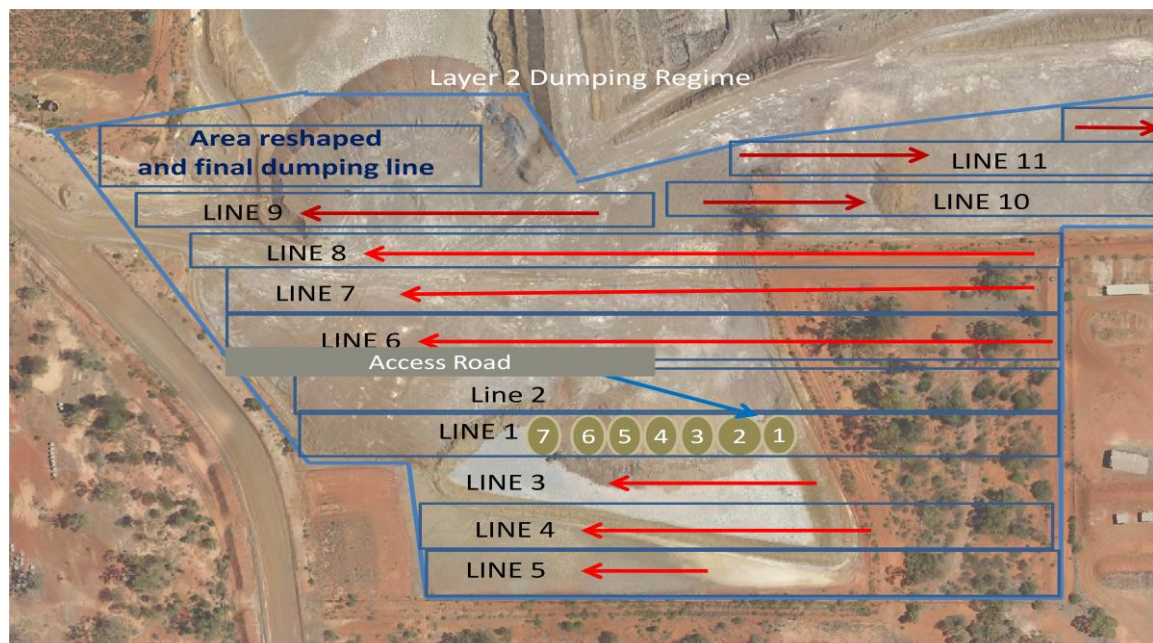 Layer 2 Dumping Regime
Area reshaped
and final dumping line
LINE 11
LINE 10
LINE 9
LINE 8
LINE 7
LINE 6
Access Road
Line 2
LINE 1 7 6 5 4 3 2 1
LINE 3
LINE 4
LINE 5